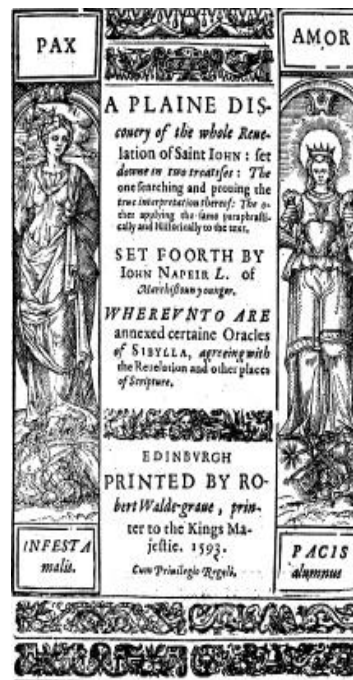 PAX
AMOR
A PLAINE DIS-
couery of the whole Reue-
lation of Saint IOHN : set
downe in two treatises : The
one searching and prouing the
true interpretation thereof: The o-
ther applying the same paraphrasti-
cally and Historically to the text.
SET FOORTH BY
IOHN NAPEIR L. of
Marchistoun younger.
WHEREVNTO ARE
annexed certaine Oracles
of SIBYLLA, agreeing with
the Reuelation and other places
of Scripture.
EDINBVRGH
PRINTED BY RO-
bert Walde-graue, prin-
ter to the Kings Ma-
jestie. 1593.
Cum Priuilegio Regali.
INFESTA
malis.
PACIS
alumnus